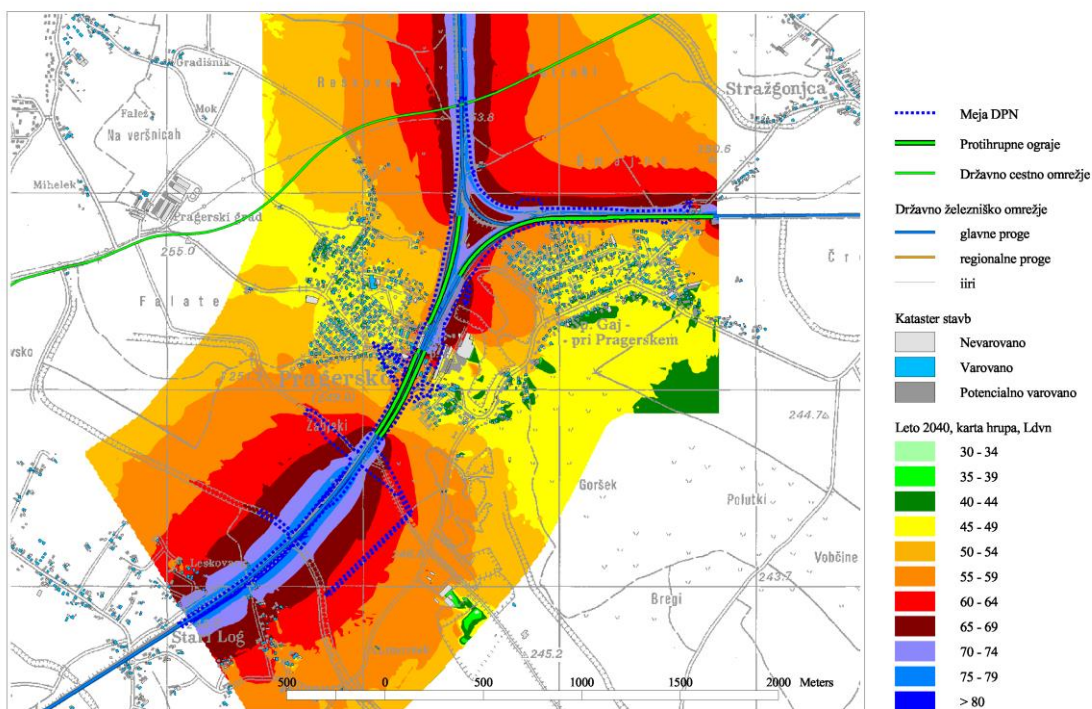 Gradišnik
Stražgonjca
Falež
Mok
Na veršnicah
Mihelek
Pragerski grad
255.0
Falate
Sp. Gaj -
pri Pragerskem
Pragersko
Žabjski
244.7
Goršek
Polutki
Vobčine
243.7
Bregi
Leskovec
Stari Log
245.2
500 0 500 1000 1500 2000 Meters
Meja DPN
Protihrupne ograje
Državno cestno omrežje
Državno železniško omrežje
glavne proge
regionalne proge
iiri
Kataster stavb
Nevarovano
Varovano
Potencialno varovano
Leto 2040, karta hrupa, Ldvn
30 - 34
35 - 39
40 - 44
45 - 49
50 - 54
55 - 59
60 - 64
65 - 69
70 - 74
75 - 79
> 80